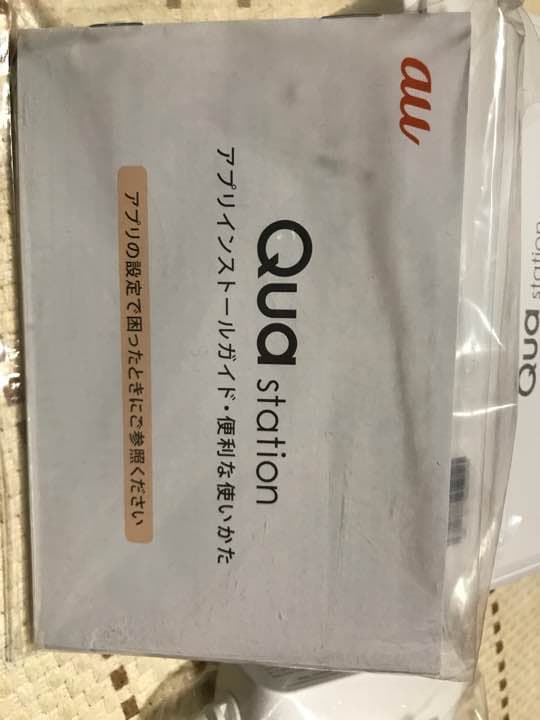 au
Qua station
アプリインストールガイド・便利な使いかた
アプリの設定で困ったときにご参照ください
Qua station